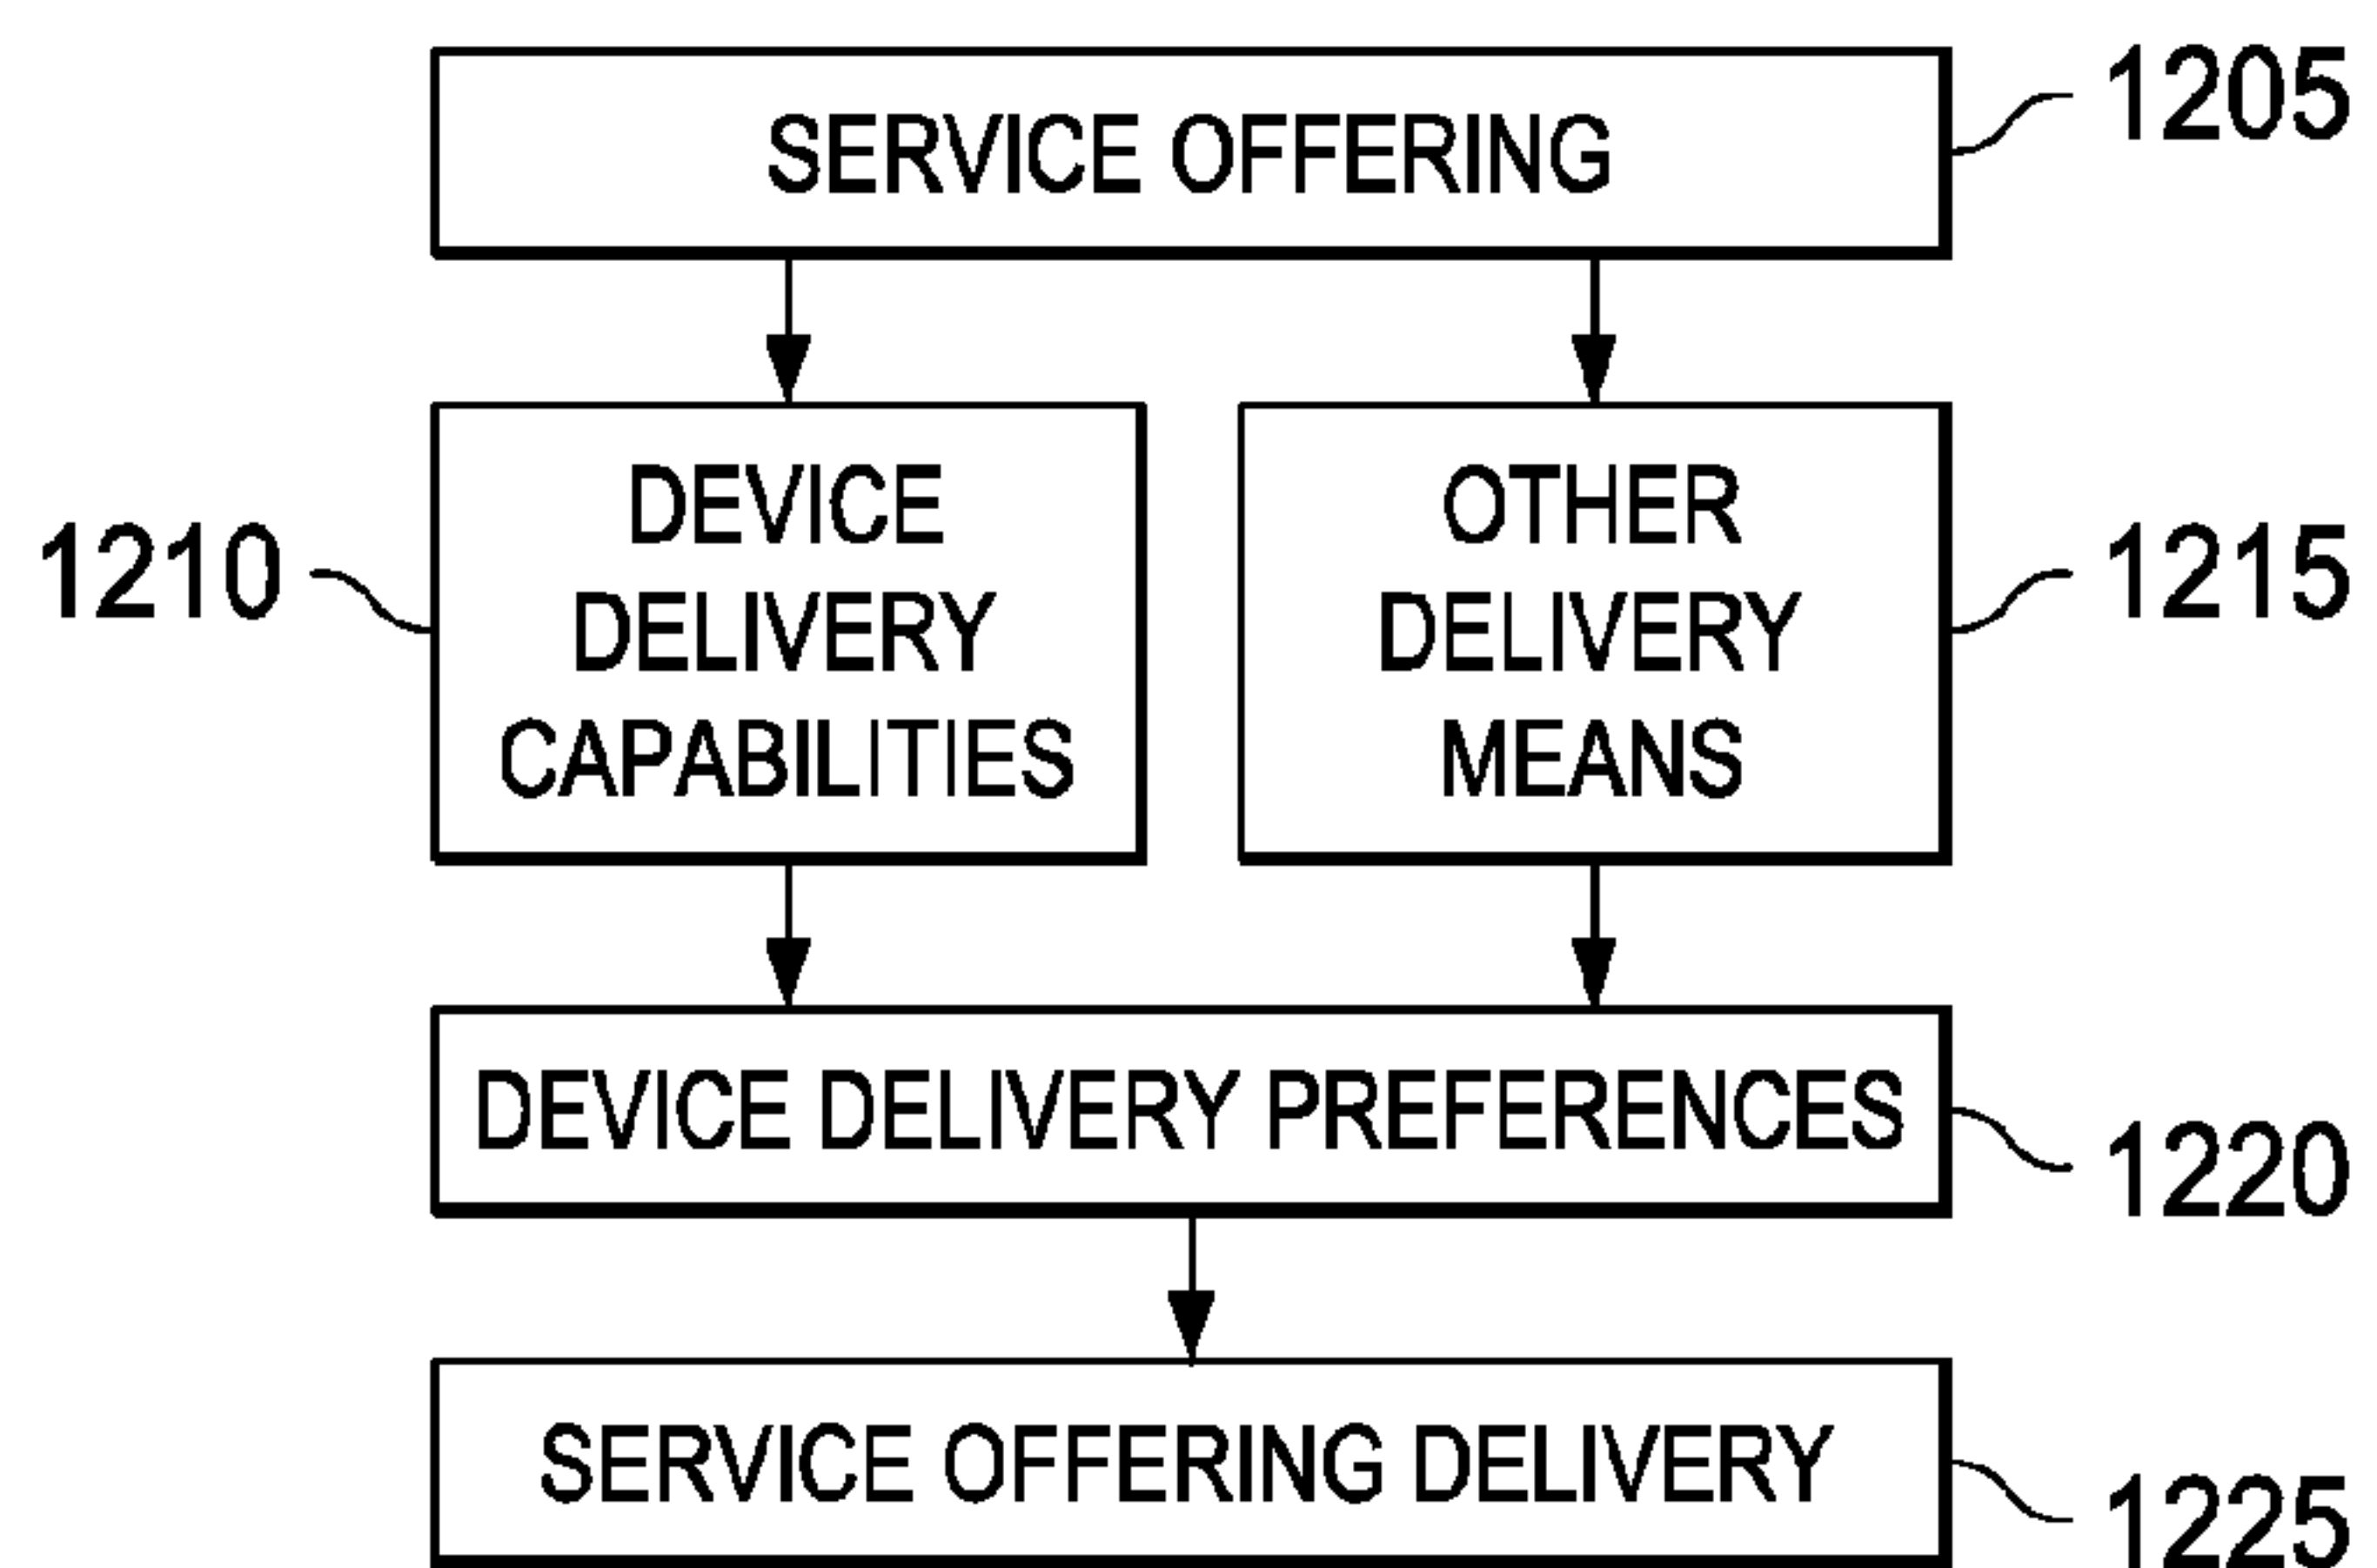 SERVICE OFFERING
1205
DEVICE
DELIVERY
CAPABILITIES
1210
OTHER
DELIVERY
MEANS
1215
DEVICE DELIVERY PREFERENCES
1220
SERVICE OFFERING DELIVERY
1225